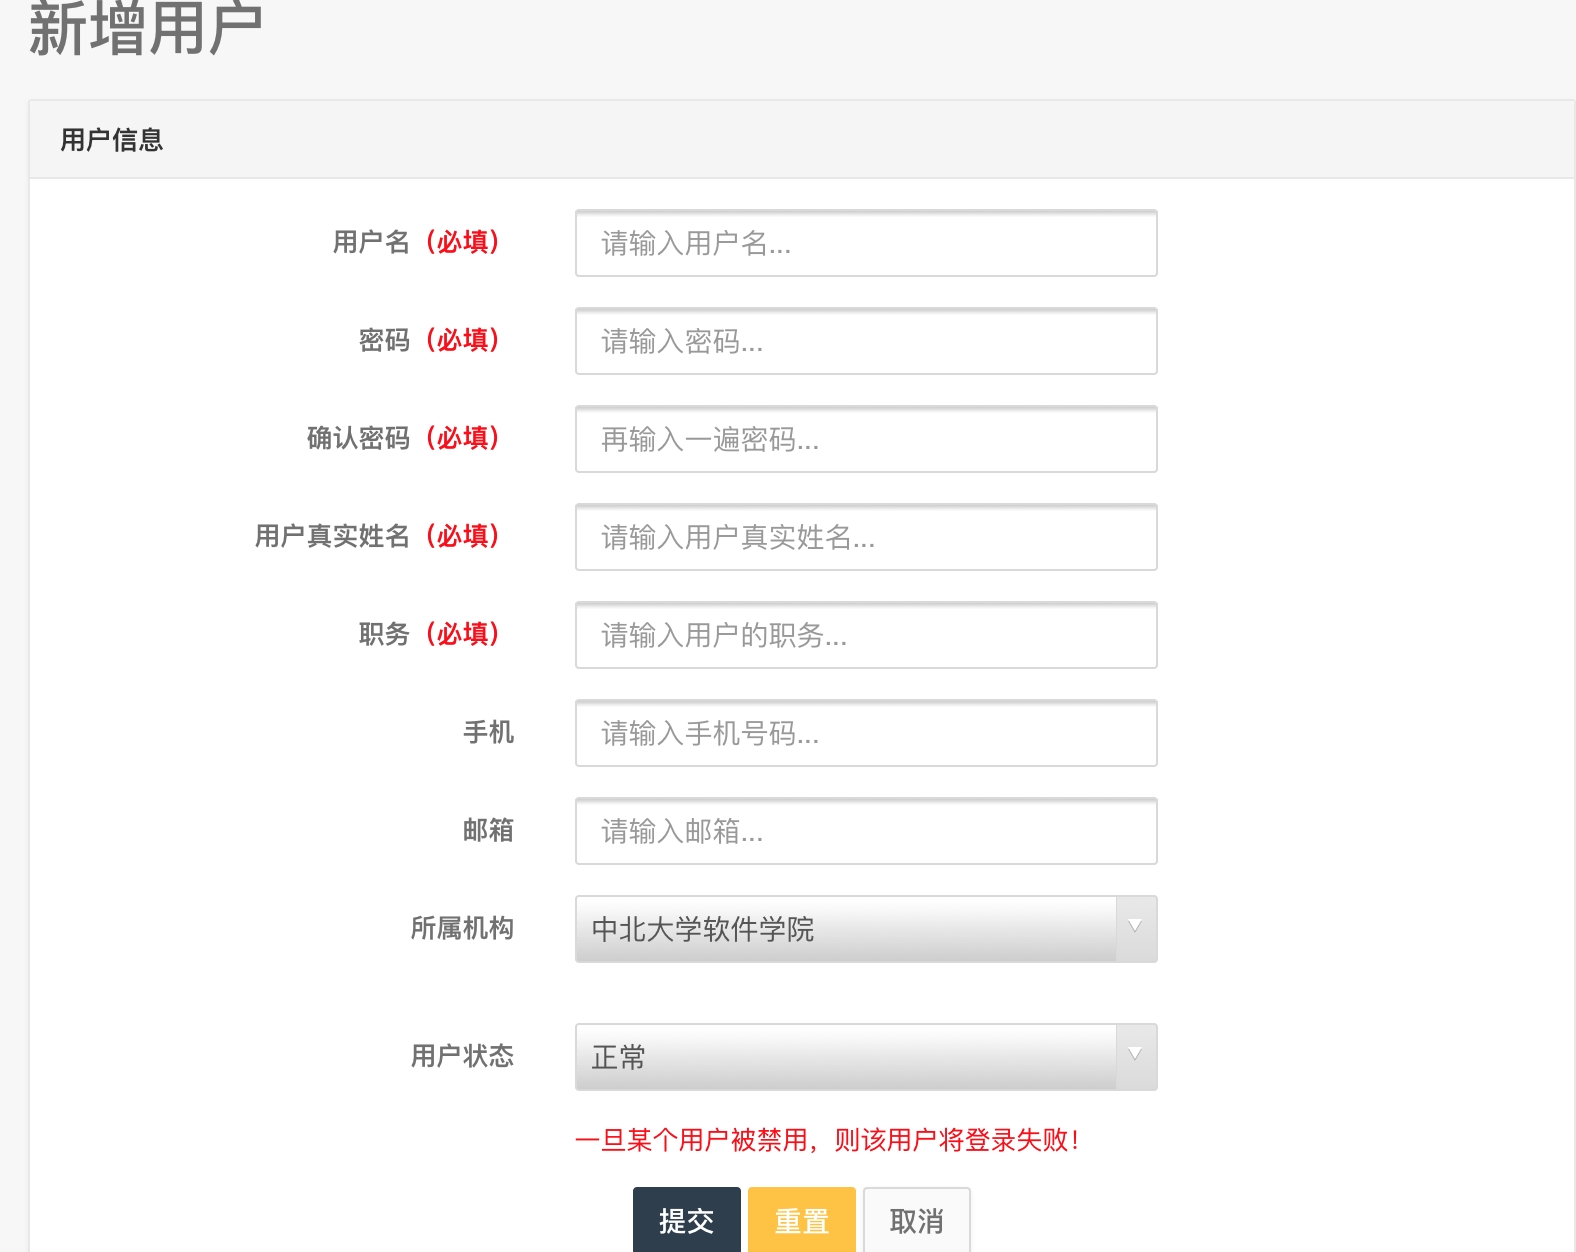 新增用户
用户信息
用户名（必填） 请输入用户名...
密码（必填） 请输入密码...
确认密码（必填） 再输入一遍密码...
用户真实姓名（必填） 请输入用户真实姓名...
职务（必填） 请输入用户的职务...
手机 请输入手机号码...
邮箱 请输入邮箱...
所属机构 中北大学软件学院
用户状态 正常
一旦某个用户被禁用，则该用户将登录失败！
提交 重置 取消